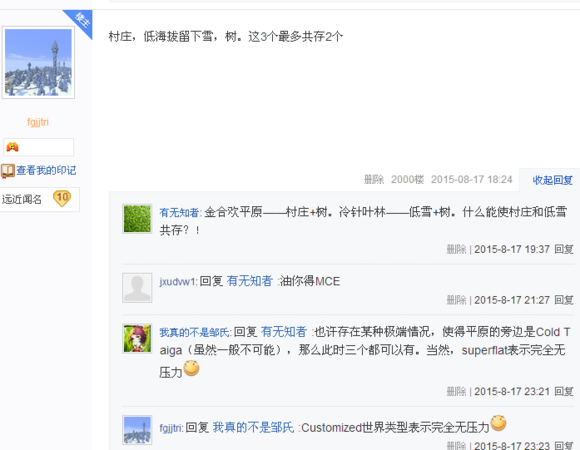 楼主
村庄，低海拔留下雪，树。这3个最多共存2个
fgjjtri
查看我的印记
远近闻名 10
删除 2000楼 2015-08-17 18:24 收起回复
有无知者: 金合欢平原——村庄+树。冷针叶林——低雪+树。什么能使村庄和低雪
共存？！
删除 | 2015-8-17 19:37 回复
jxudvw1: 回复 有无知者 :油你得MCE
删除 | 2015-8-17 21:27 回复
我真的不是邹氏: 回复 有无知者 :也许存在某种极端情况，使得平原的旁边是Cold T
aiga（虽然一般不可能），那么此时三个都可以有。当然，superflat表示完全无
压力
删除 | 2015-8-17 23:21 回复
fgjjtri: 回复 我真的不是邹氏 :Customized世界类型表示完全无压力
删除 | 2015-8-17 23:23 回复